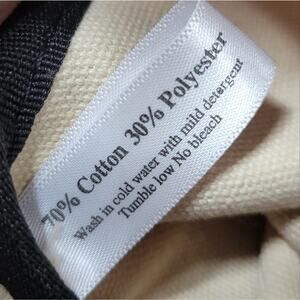 70% Cotton 30% Polyester
Wash in cold water with mild detergent
Tumble low No bleach